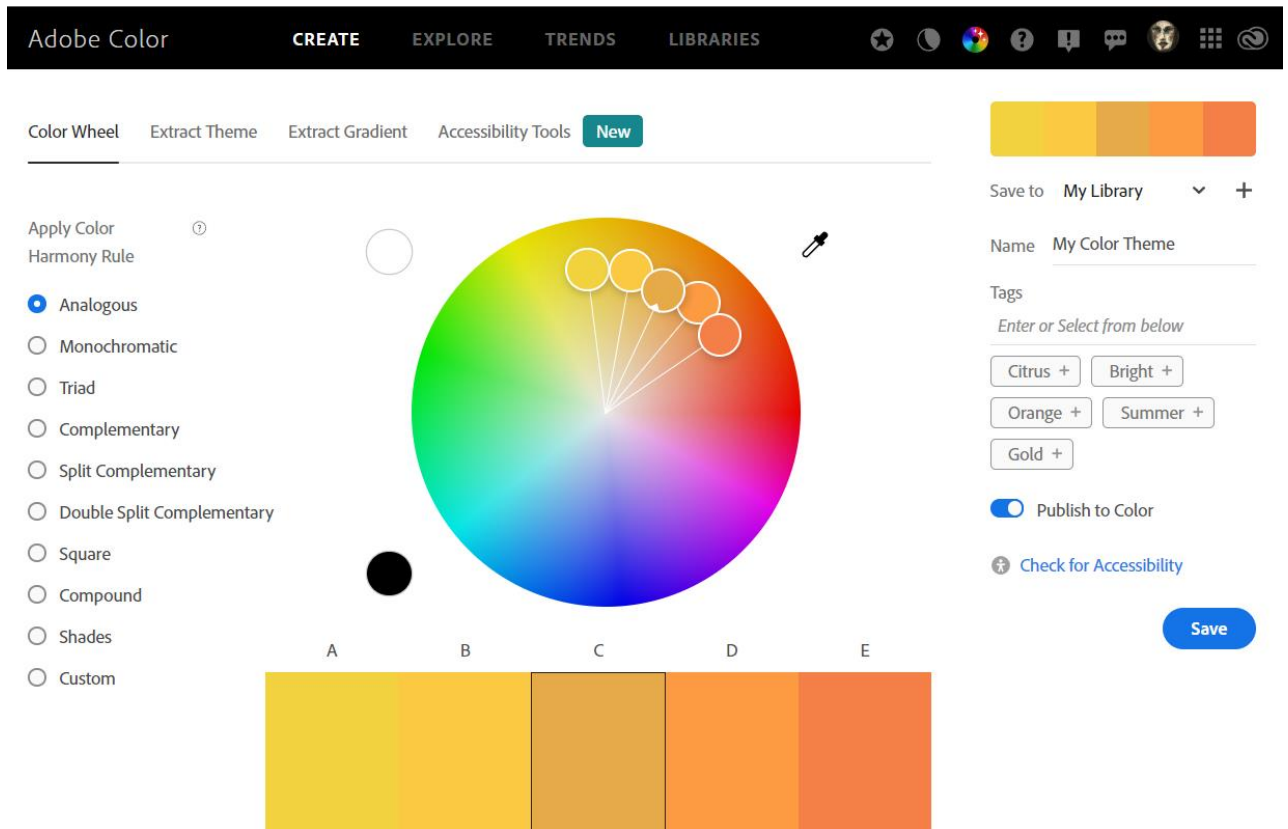 Adobe Color CREATE EXPLORE TRENDS LIBRARIES
Color Wheel Extract Theme Extract Gradient Accessibility Tools New
Apply Color
Harmony Rule
Analogous
Monochromatic
Triad
Complementary
Split Complementary
Double Split Complementary
Square
Compound
Shades
Custom
A B C D E
Save to My Library
Name My Color Theme
Tags
Enter or Select from below
Citrus + Bright +
Orange + Summer +
Gold +
Publish to Color
Check for Accessibility
Save